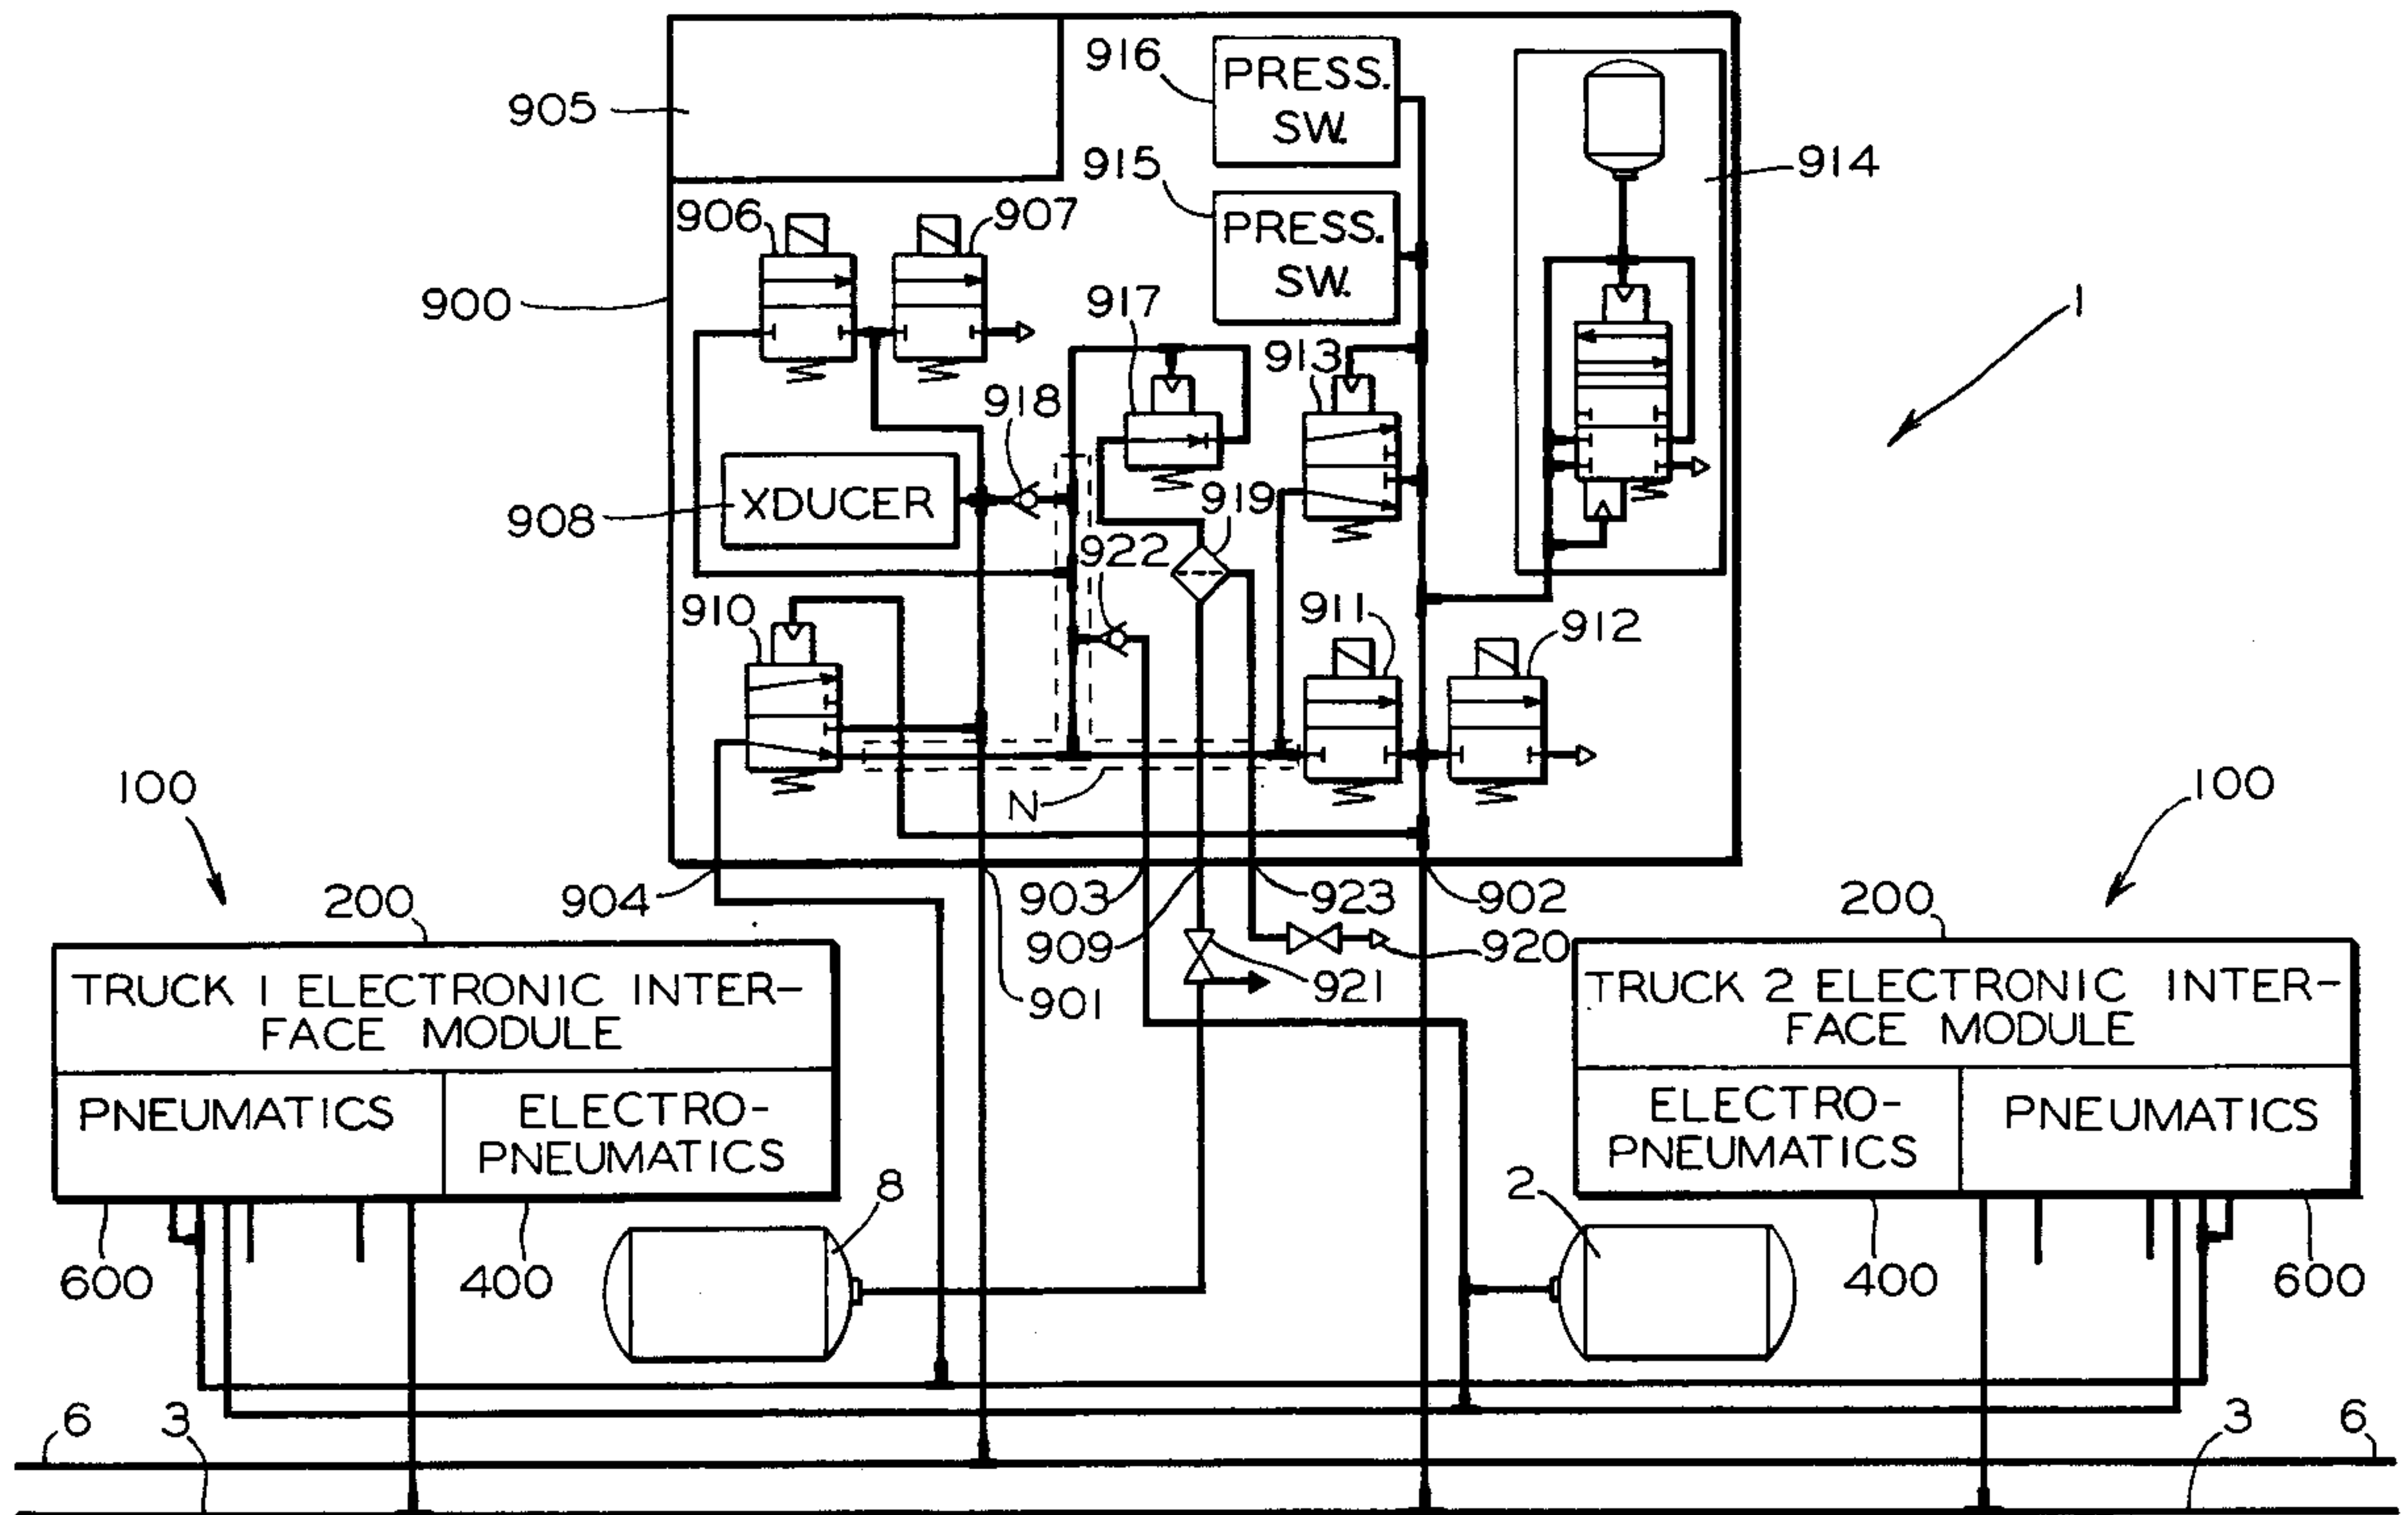 916
PRESS.
SW.
905
914
915
PRESS.
SW.
906
907
900
917
913
1
918
908
XDUCER
919
922
910
911
912
N
100
100
904
901
903
909
923
902
920
921
200
200
TRUCK 1 ELECTRONIC INTER-
FACE MODULE
PNEUMATICS
ELECTRO-
PNEUMATICS
TRUCK 2 ELECTRONIC INTER-
FACE MODULE
ELECTRO-
PNEUMATICS
PNEUMATICS
8
2
600
400
400
600
6
3
3
6